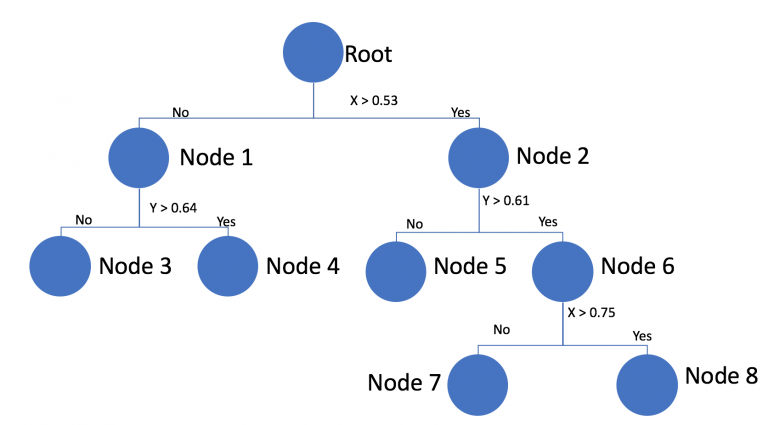 Root
X > 0.53
No
Yes
Node 1
Node 2
Y > 0.64
Y > 0.61
No
Yes
No
Yes
Node 3
Node 4
Node 5
Node 6
X > 0.75
No
Yes
Node 7
Node 8